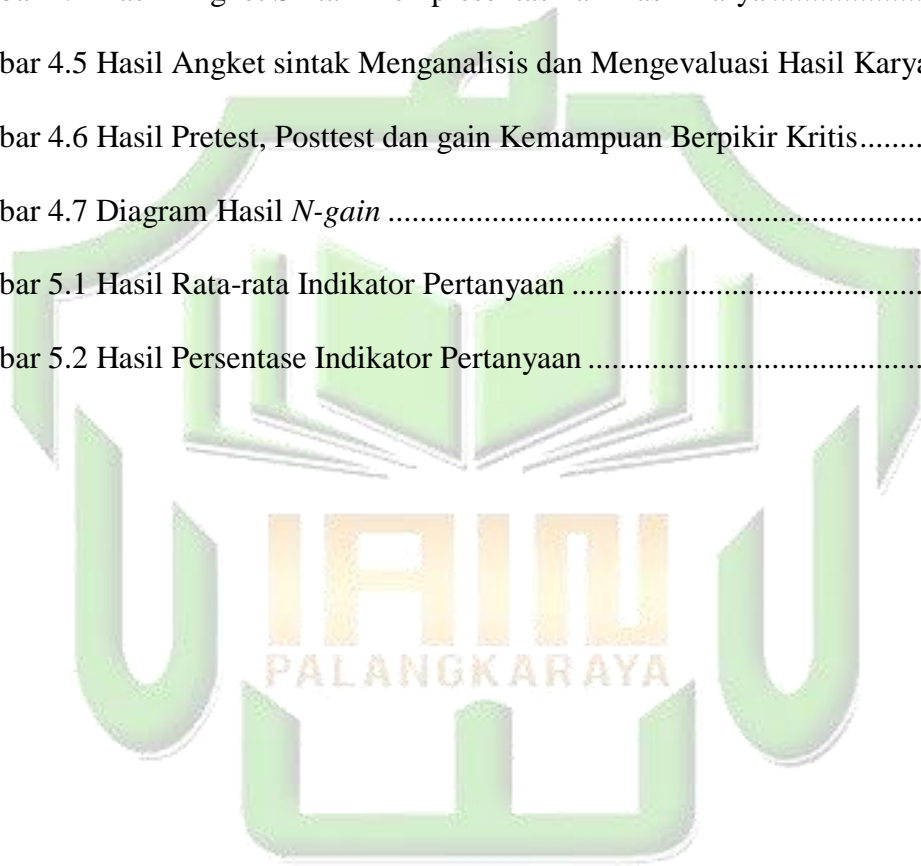 bar 4.5 Hasil Angket sintak Menganalisis dan Mengevaluasi Hasil Karya
bar 4.6 Hasil Pretest, Posttest dan gain Kemampuan Berpikir Kritis.......
bar 4.7 Diagram Hasil N-gain ....................................................................
bar 5.1 Hasil Rata-rata Indikator Pertanyaan ............................................
bar 5.2 Hasil Persentase Indikator Pertanyaan ..........................................
IAIN
PALANGKARAYA